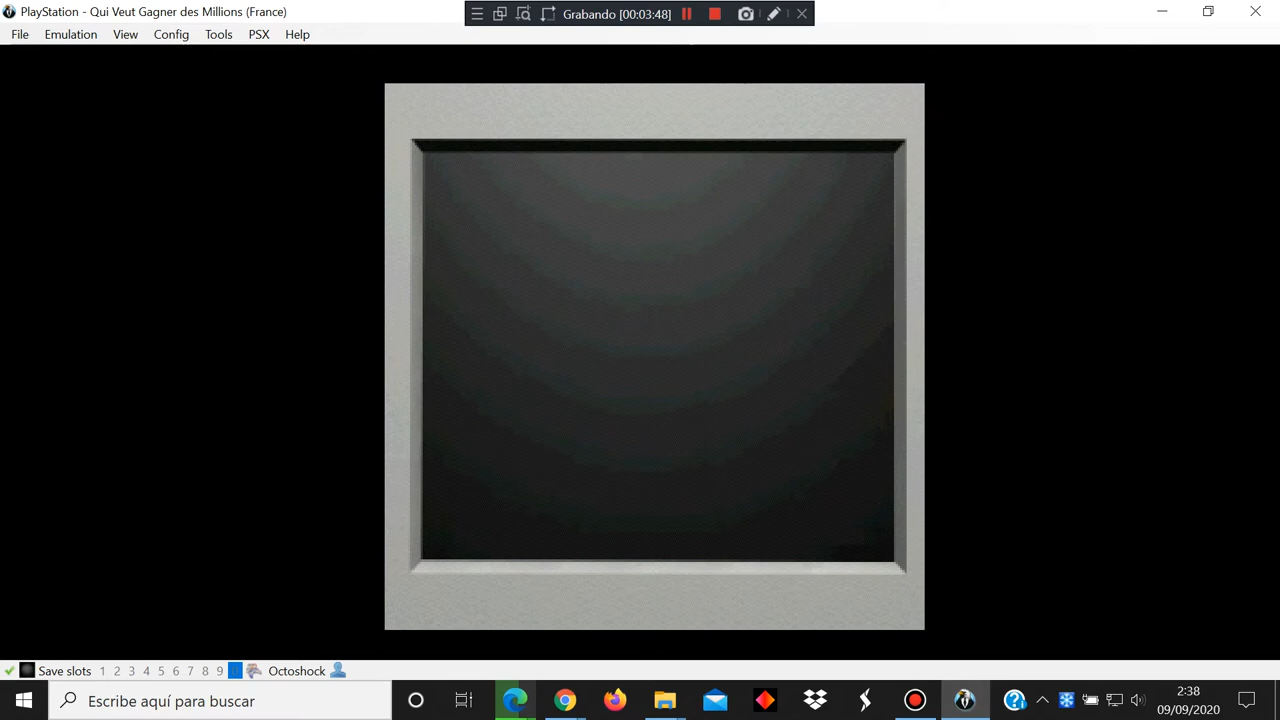 PlayStation - Qui Veut Gagner des Millions (France)
Grabando [00:03:48]
File Emulation View Config Tools PSX Help
Save slots 1 2 3 4 5 6 7 8 9 Octoshock
Escribe aquí para buscar
2:38
09/09/2020